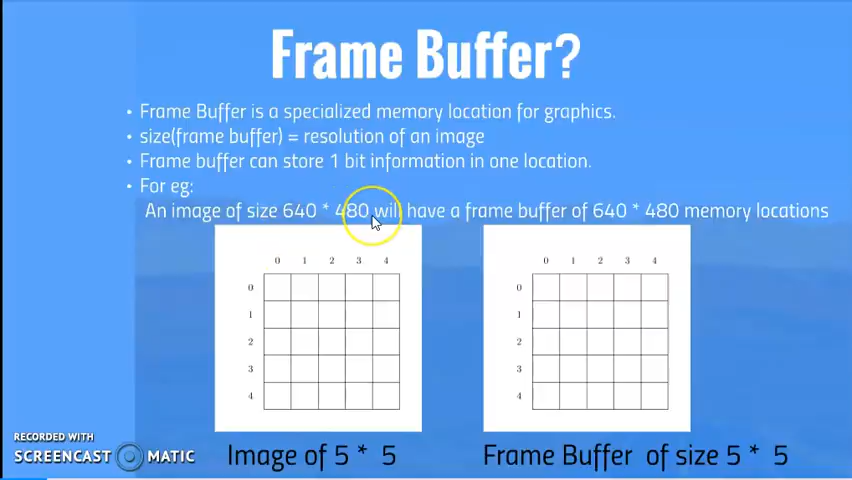 Frame Buffer?
• Frame Buffer is a specialized memory location for graphics.
• size(frame buffer) = resolution of an image
• Frame buffer can store 1 bit information in one location.
• For eg:
An image of size 640 * 480 will have a frame buffer of 640 * 480 memory locations
0 1 2 3 4
0
1
2
3
4
0 1 2 3 4
0
1
2
3
4
Image of 5 * 5
Frame Buffer of size 5 * 5
RECORDED WITH
SCREENCAST MATIC